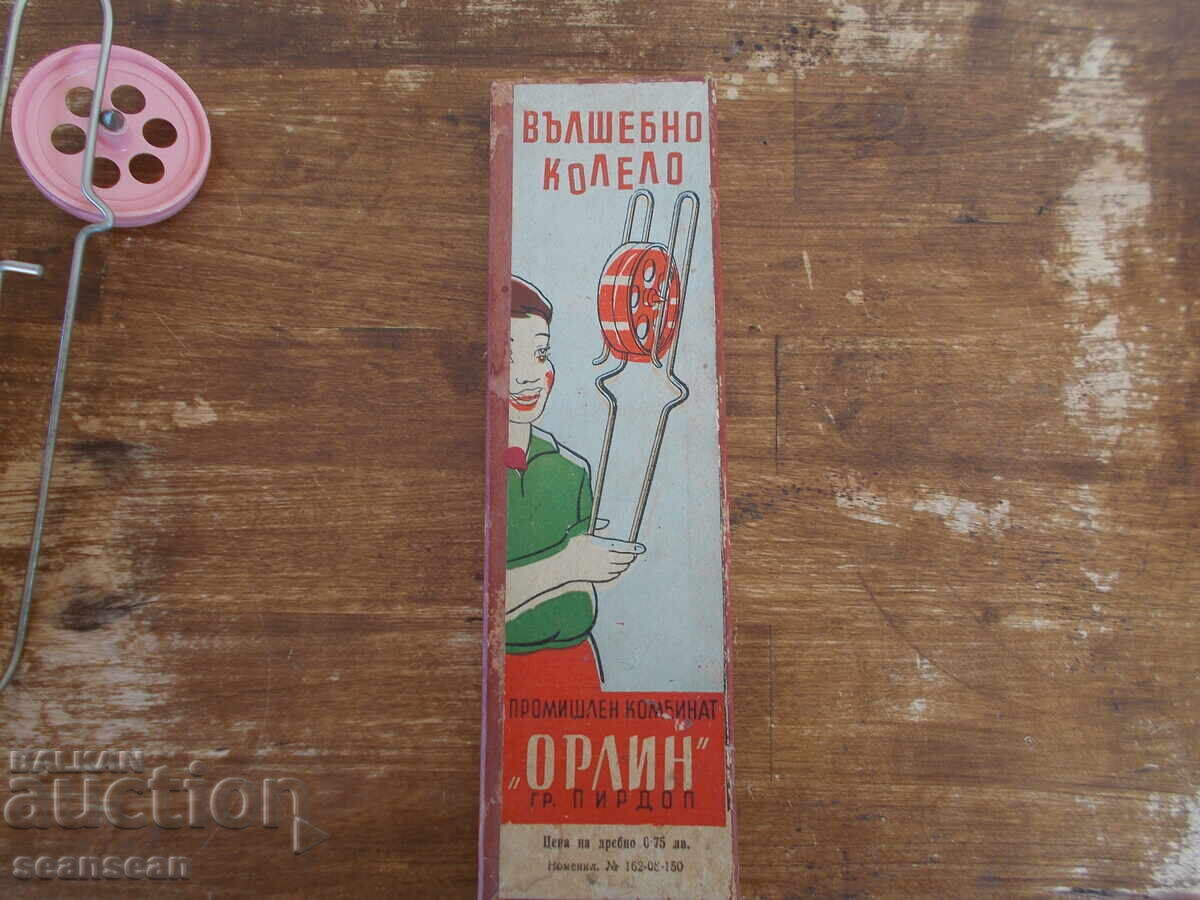 ВЪЛШЕБНО
КОЛЕЛО
ПРОМИШЛЕН КОМБИНАТ
„ОРЛИН"
ГР. ПИРДОП
Цена на дребно 0·75 лв.
Номенкл. № 162-08-150
BALKAN
auction
seansean